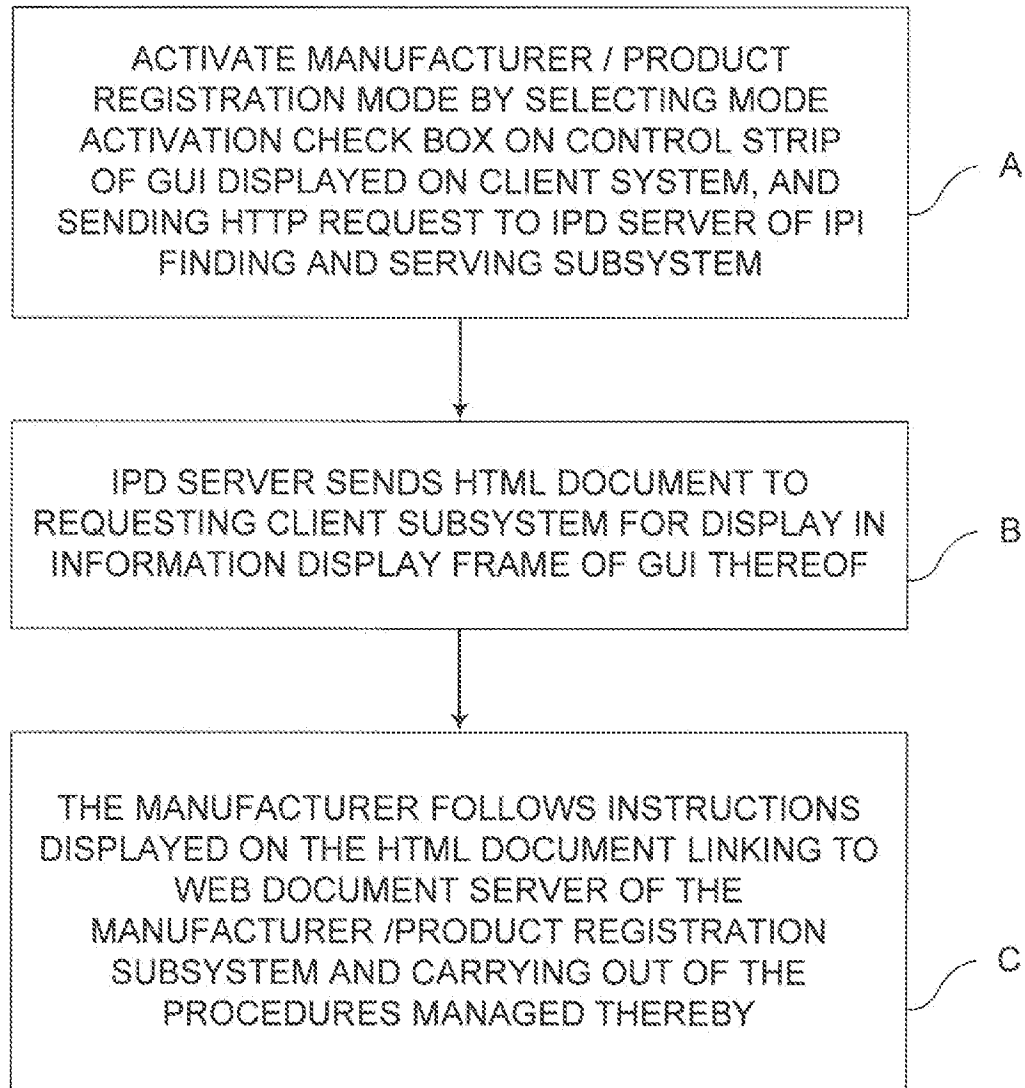 ACTIVATE MANUFACTURER / PRODUCT
REGISTRATION MODE BY SELECTING MODE
ACTIVATION CHECK BOX ON CONTROL STRIP
OF GUI DISPLAYED ON CLIENT SYSTEM, AND
SENDING HTTP REQUEST TO IPD SERVER OF IPI
FINDING AND SERVING SUBSYSTEM
A
IPD SERVER SENDS HTML DOCUMENT TO
REQUESTING CLIENT SUBSYSTEM FOR DISPLAY IN
INFORMATION DISPLAY FRAME OF GUI THEREOF
B
THE MANUFACTURER FOLLOWS INSTRUCTIONS
DISPLAYED ON THE HTML DOCUMENT LINKING TO
WEB DOCUMENT SERVER OF THE
MANUFACTURER /PRODUCT REGISTRATION
SUBSYSTEM AND CARRYING OUT OF THE
PROCEDURES MANAGED THEREBY
C